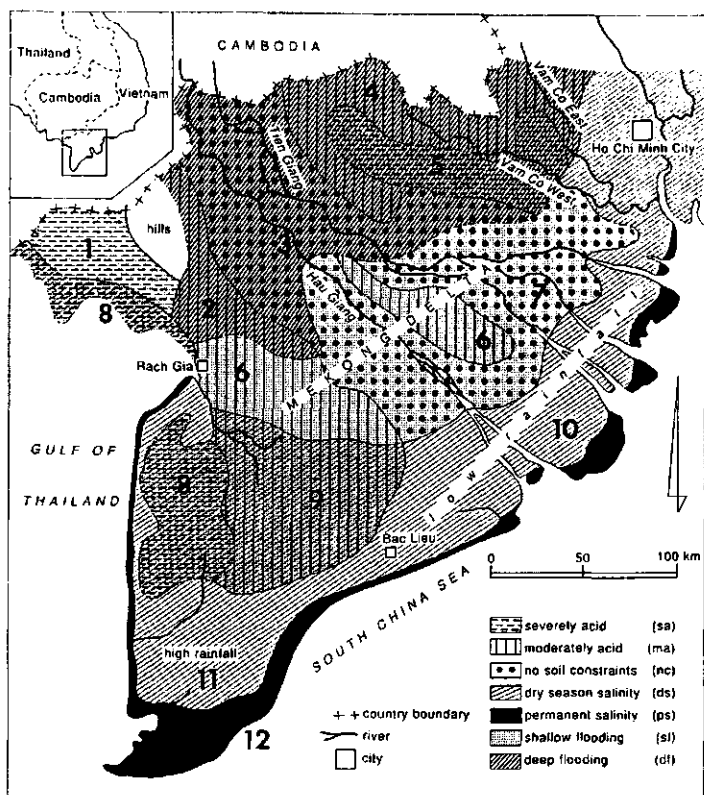 CAMBODIA
Thailand
Cambodia
Vietnam
Vam Co East
Ho Chi Minh City
4
Tien Giang
5
Vam Co West
1
hills
3
8
2
Hau Giang
7
MEKONG DELTA
6
Rach Gia
6
low rainfall
10
GULF OF
THAILAND
8
9
Bac Lieu
0 50 100 km
SOUTH CHINA SEA
high rainfall
11
12
severely acid (sa)
moderately acid (ma)
no soil constraints (nc)
dry season salinity (ds)
permanent salinity (ps)
shallow flooding (sl)
deep flooding (dl)
country boundary
river
city